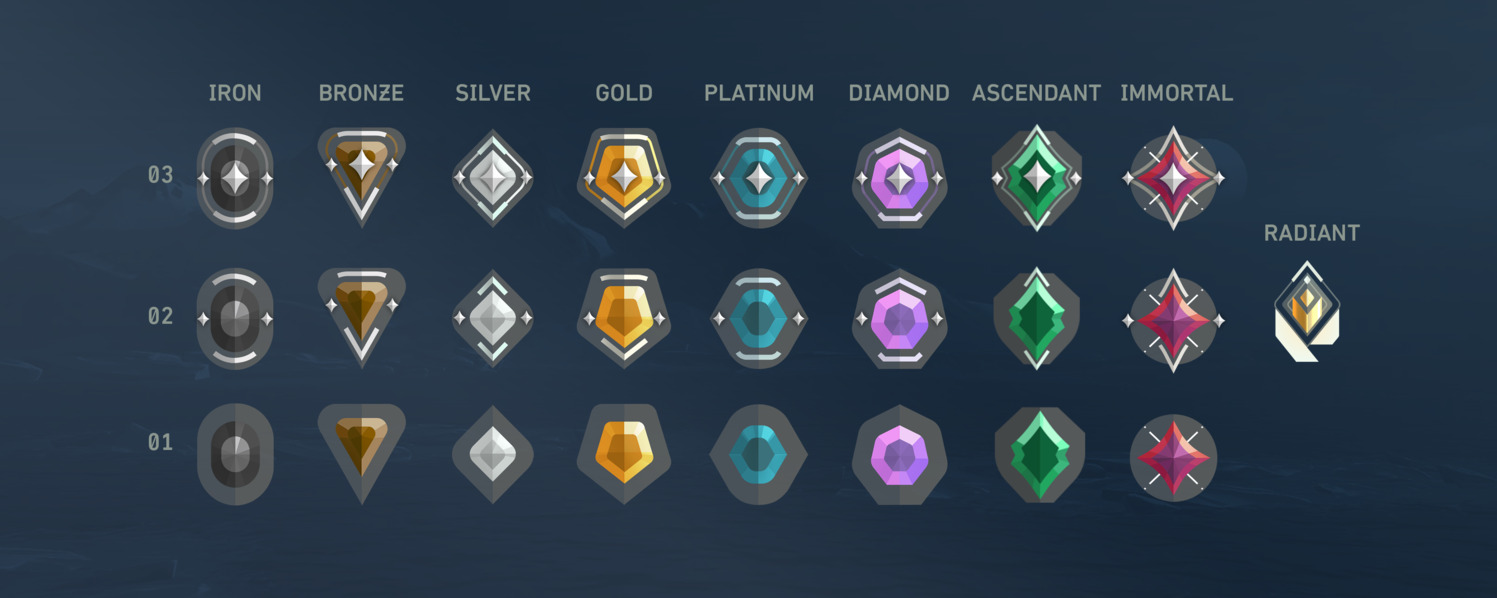 IRON BRONZE SILVER GOLD PLATINUM DIAMOND ASCENDANT IMMORTAL
03
RADIANT
02
01